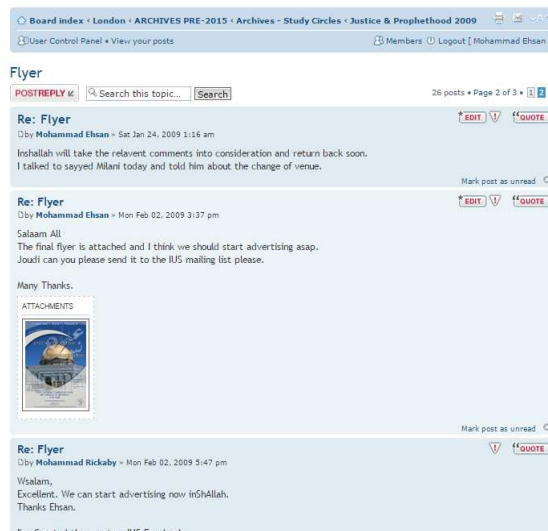 Board index ‹ London ‹ ARCHIVES PRE-2015 ‹ Archives - Study Circles ‹ Justice & Prophethood 2009
User Control Panel • View your posts
Members Logout [ Mohammad Ehsan
Flyer
POSTREPLY Search this topic... Search 26 posts • Page 2 of 3 • 1 2
Re: Flyer
EDIT ! QUOTE
by Mohammad Ehsan » Sat Jan 24, 2009 1:16 am
Inshallah will take the relavent comments into consideration and return back soon.
I talked to sayyed Milani today and told him about the change of venue.
Mark post as unread
Re: Flyer
EDIT ! QUOTE
by Mohammad Ehsan » Mon Feb 02, 2009 3:37 pm
Salaam All
The final flyer is attached and I think we should start advertising asap.
Joudi can you please send it to the IUS mailing list please.
Many Thanks.
ATTACHMENTS
Mark post as unread
Re: Flyer
! QUOTE
by Mohammad Rickaby » Mon Feb 02, 2009 5:47 pm
Wsalam,
Excellent. We can start advertising now inShAllah.
Thanks Ehsan.